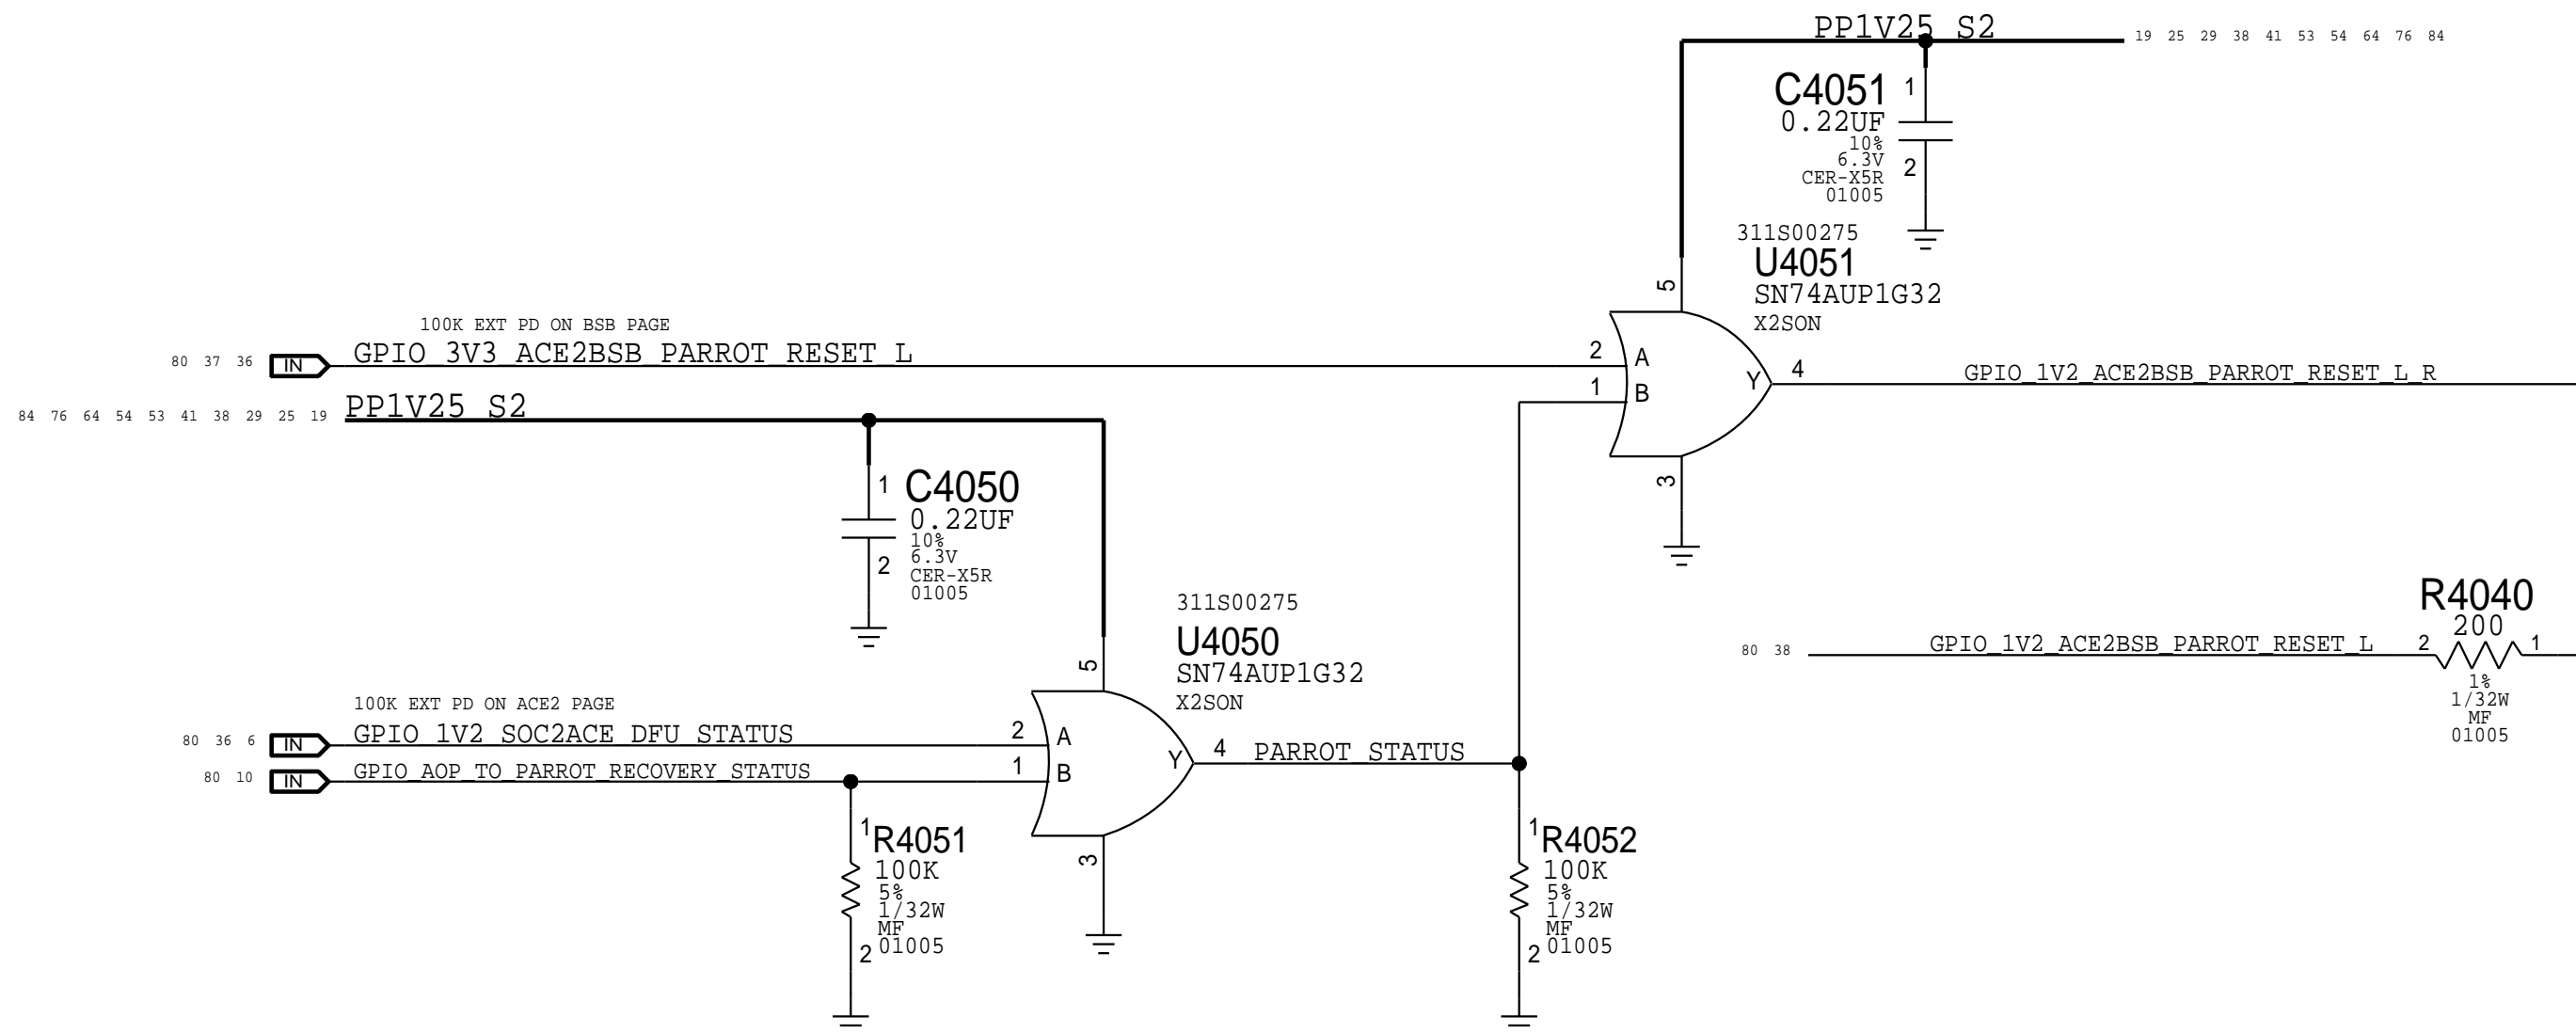 PP1V25_S2
19 25 29 38 41 53 54 64 76 84
C4051
1
0.22UF
10%
6.3V
2
CER-X5R
01005
311S00275
U4051
SN74AUP1G32
X2SON
5
100K EXT PD ON BSB PAGE
80 37 36
IN
GPIO_3V3_ACE2BSB_PARROT_RESET_L
2
A
1
B
Y
4
GPIO_1V2_ACE2BSB_PARROT_RESET_L_R
3
84 76 64 54 53 41 38 29 25 19
PP1V25_S2
1
C4050
0.22UF
10%
6.3V
2
CER-X5R
01005
311S00275
U4050
SN74AUP1G32
X2SON
5
R4040
200
80 38
GPIO_1V2_ACE2BSB_PARROT_RESET_L
2
1
1%
1/32W
MF
01005
100K EXT PD ON ACE2 PAGE
80 36 6
IN
GPIO_1V2_SOC2ACE_DFU_STATUS
2
A
80 10
IN
GPIO_AOP_TO_PARROT_RECOVERY_STATUS
1
B
Y
4
PARROT_STATUS
3
1
R4051
100K
5%
1/32W
MF
2
01005
1
R4052
100K
5%
1/32W
MF
2
01005